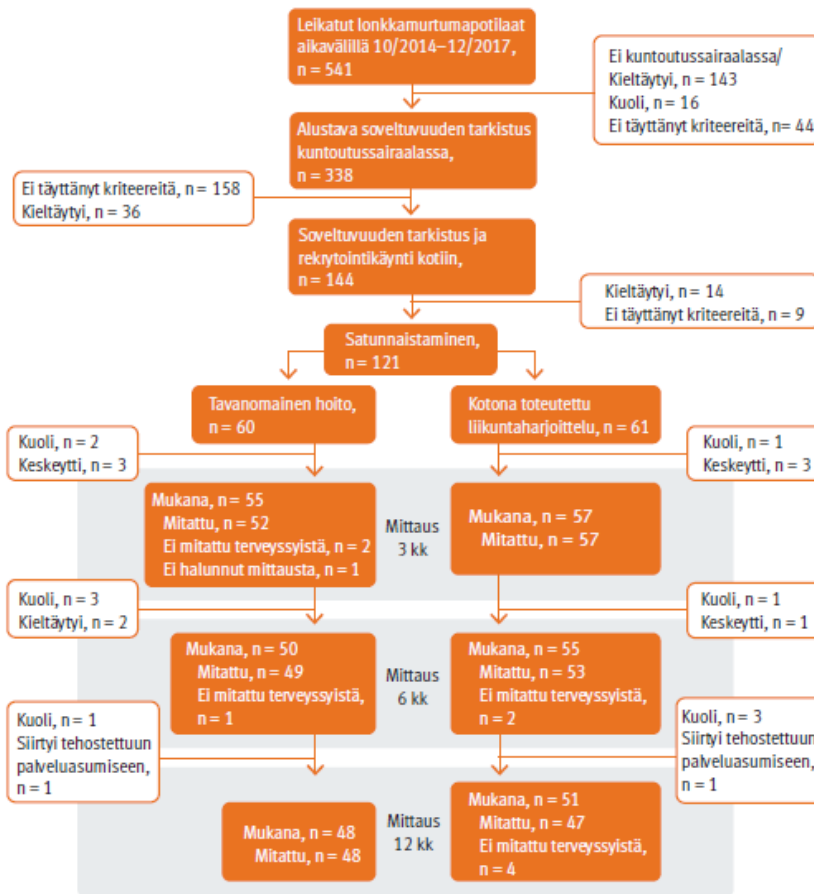 Leikatut lonkkamurtumapotilaat
aikavälillä 10/2014–12/2017,
n = 541
Ei kuntoutussairaalassa/
Kieltäytyi, n = 143
Kuoli, n = 16
Ei täyttänyt kriteereitä, n= 44
Alustava soveltuvuuden tarkistus
kuntoutussairaalassa,
n = 338
Ei täyttänyt kriteereitä, n = 158
Kieltäytyi, n = 36
Soveltuvuuden tarkistus ja
rekrytointikäynti kotiin,
n = 144
Kieltäytyi, n = 14
Ei täyttänyt kriteereitä, n = 9
Satunnaistaminen,
n = 121
Tavanomainen hoito,
n = 60
Kotona toteutettu
liikuntaharjoittelu, n = 61
Kuoli, n = 2
Keskeytti, n = 3
Kuoli, n = 1
Keskeytti, n = 3
Mukana, n = 55
Mitattu, n = 52
Ei mitattu terveyssyistä, n = 2
Ei halunnut mittausta, n = 1
Mittaus
3 kk
Mukana, n = 57
Mitattu, n = 57
Kuoli, n = 3
Kieltäytyi, n = 2
Kuoli, n = 1
Keskeytti, n = 1
Mukana, n = 50
Mitattu, n = 49
Ei mitattu terveyssyistä,
n = 1
Mittaus
6 kk
Mukana, n = 55
Mitattu, n = 53
Ei mitattu terveyssyistä,
n = 2
Kuoli, n = 1
Siirtyi tehostettuun
palveluasumiseen,
n = 1
Kuoli, n = 3
Siirtyi tehostettuun
palveluasumiseen,
n = 1
Mukana, n = 48
Mitattu, n = 48
Mittaus
12 kk
Mukana, n = 51
Mitattu, n = 47
Ei mitattu terveyssyistä,
n = 4